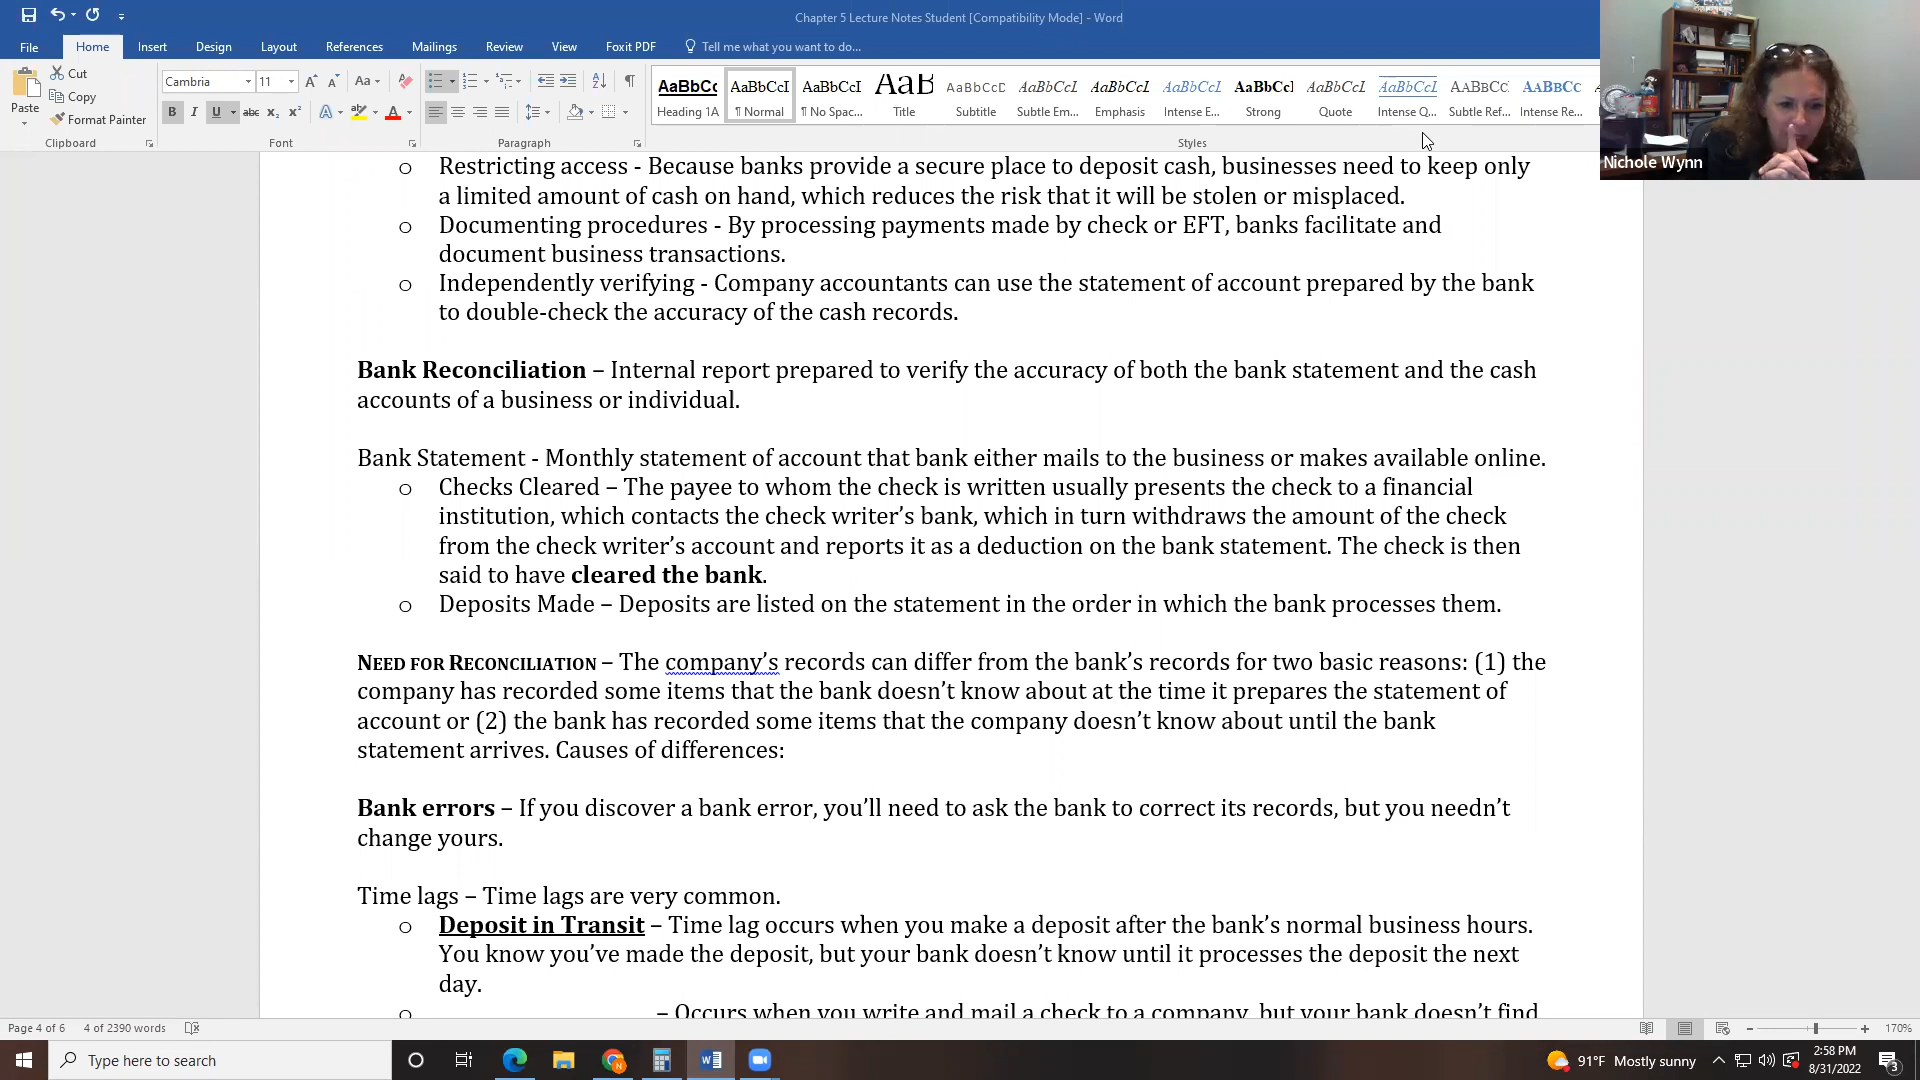 Chapter 5 Lecture Notes Student [Compatibility Mode] - Word
File Home Insert Design Layout References Mailings Review View Foxit PDF Tell me what you want to do...
Paste
Cut
Copy
Format Painter
Clipboard
Cambria 11
Font
Paragraph
AaBbCc AaBbCcI AaBbCcI AaB AaBbCcD AaBbCcI AaBbCcI AaBbCcI AaBbCcI AaBbCcI AaBbCcI AABBCC AABBCC
Heading 1A ¶ Normal ¶ No Spac... Title Subtitle Subtle Em... Emphasis Intense E... Strong Quote Intense Q... Subtle Ref... Intense Re...
Styles
Nichole Wynn
o Restricting access - Because banks provide a secure place to deposit cash, businesses need to keep only
a limited amount of cash on hand, which reduces the risk that it will be stolen or misplaced.
o Documenting procedures - By processing payments made by check or EFT, banks facilitate and
document business transactions.
o Independently verifying - Company accountants can use the statement of account prepared by the bank
to double-check the accuracy of the cash records.
Bank Reconciliation – Internal report prepared to verify the accuracy of both the bank statement and the cash
accounts of a business or individual.
Bank Statement - Monthly statement of account that bank either mails to the business or makes available online.
o Checks Cleared – The payee to whom the check is written usually presents the check to a financial
institution, which contacts the check writer’s bank, which in turn withdraws the amount of the check
from the check writer’s account and reports it as a deduction on the bank statement. The check is then
said to have cleared the bank.
o Deposits Made – Deposits are listed on the statement in the order in which the bank processes them.
NEED FOR RECONCILIATION – The company’s records can differ from the bank’s records for two basic reasons: (1) the
company has recorded some items that the bank doesn’t know about at the time it prepares the statement of
account or (2) the bank has recorded some items that the company doesn’t know about until the bank
statement arrives. Causes of differences:
Bank errors – If you discover a bank error, you’ll need to ask the bank to correct its records, but you needn’t
change yours.
Time lags – Time lags are very common.
o Deposit in Transit – Time lag occurs when you make a deposit after the bank’s normal business hours.
You know you’ve made the deposit, but your bank doesn’t know until it processes the deposit the next
day.
o – Occurs when you write and mail a check to a company, but your bank doesn’t find
Page 4 of 6 4 of 2390 words 170%
Type here to search
91°F Mostly sunny
2:58 PM
8/31/2022
3